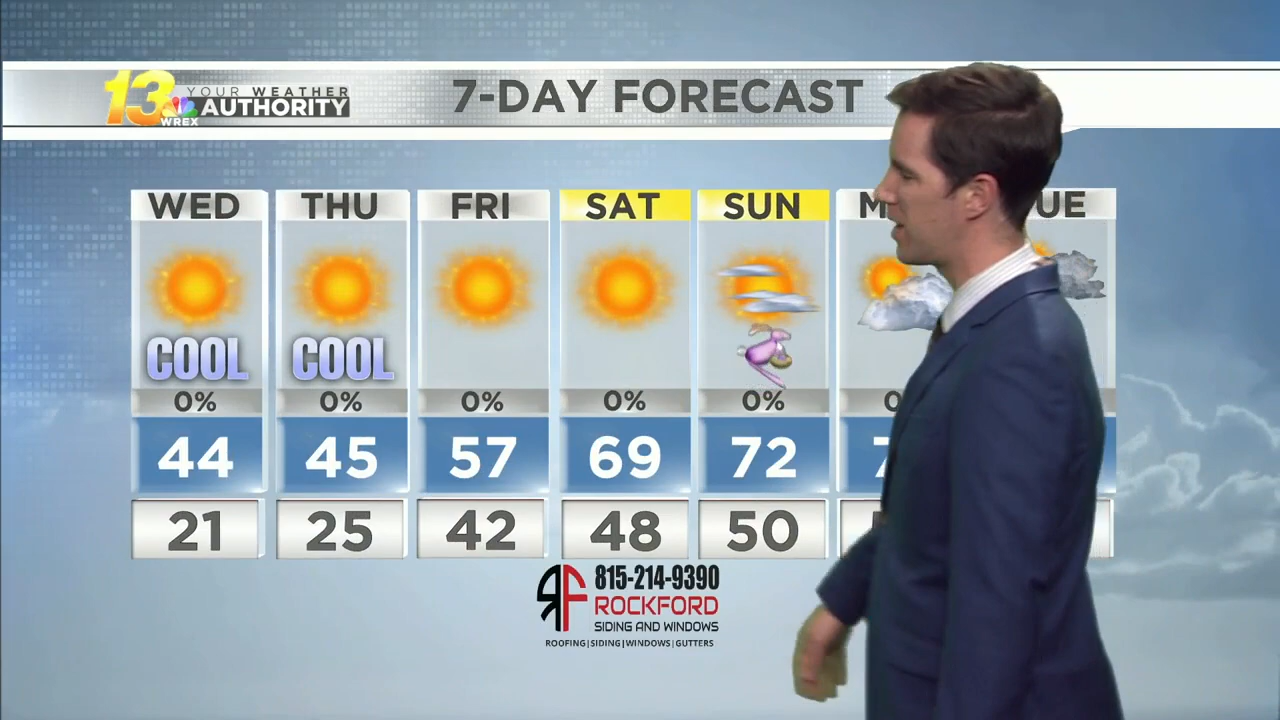 13 YOUR WEATHER AUTHORITY
WREX
7-DAY FORECAST
WED THU FRI SAT SUN
COOL COOL
0% 0% 0% 0% 0%
44 45 57 69 72
21 25 42 48 50
815-214-9390
ROCKFORD
SIDING AND WINDOWS
ROOFING|SIDING|WINDOWS|GUTTERS